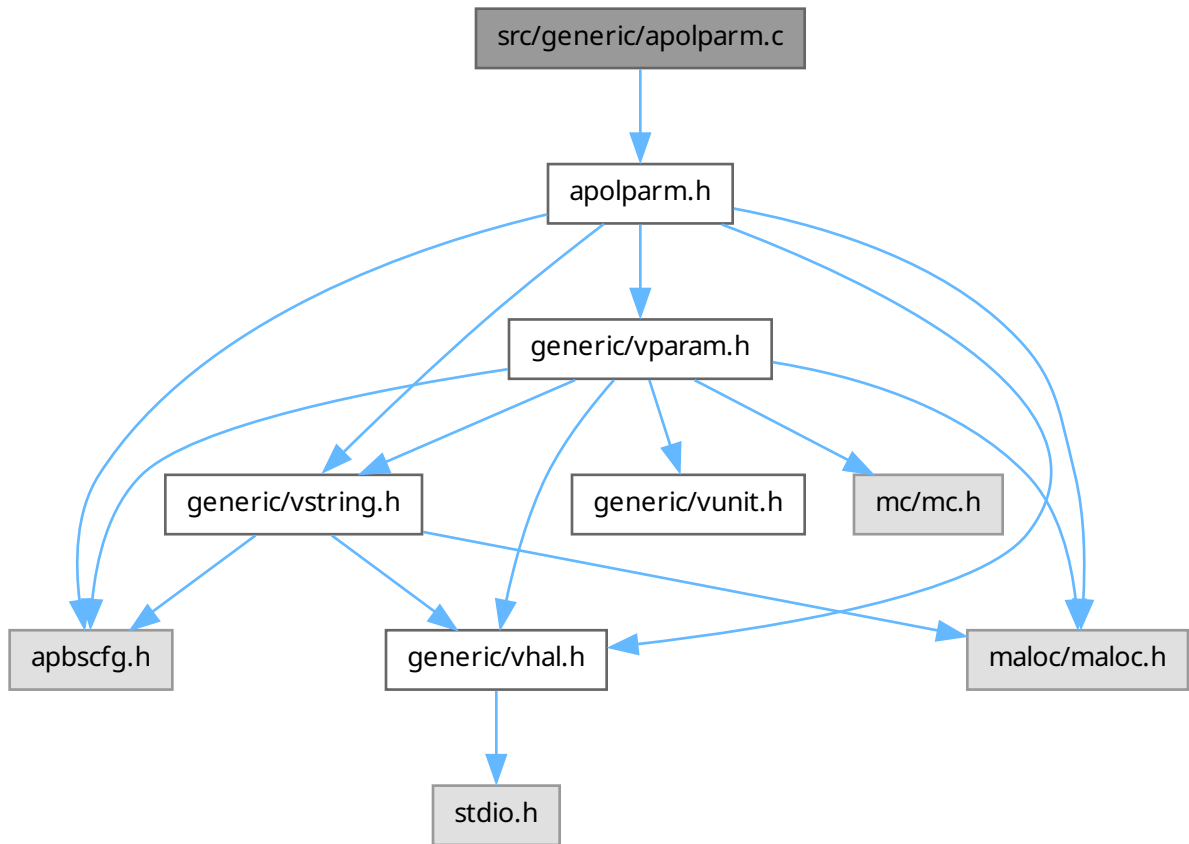 src/generic/apolparm.c
apolparm.h
generic/vparam.h
generic/vstring.h
generic/vunit.h
mc/mc.h
apbscfg.h
generic/vhal.h
maloc/maloc.h
stdio.h